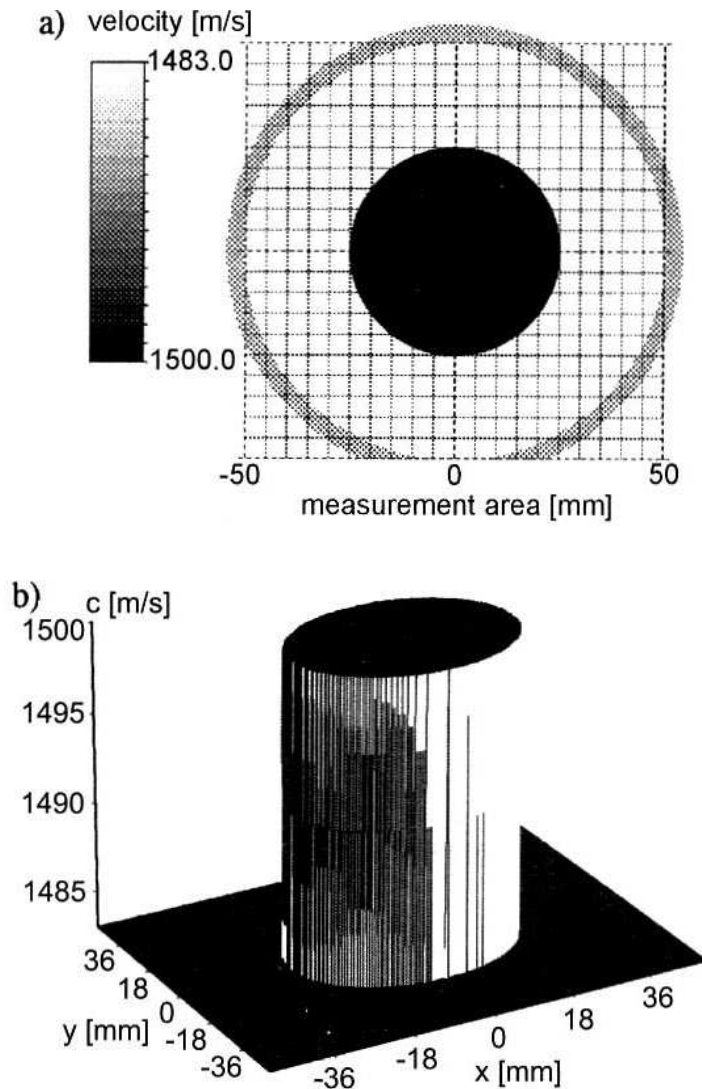 a) velocity [m/s]
1483.0
1500.0
-50 0 50
measurement area [mm]
b) c [m/s]
1500
1495
1490
1485
36
18
0
-18
-36
y [mm]
-36
-18
0
18
36
x [mm]